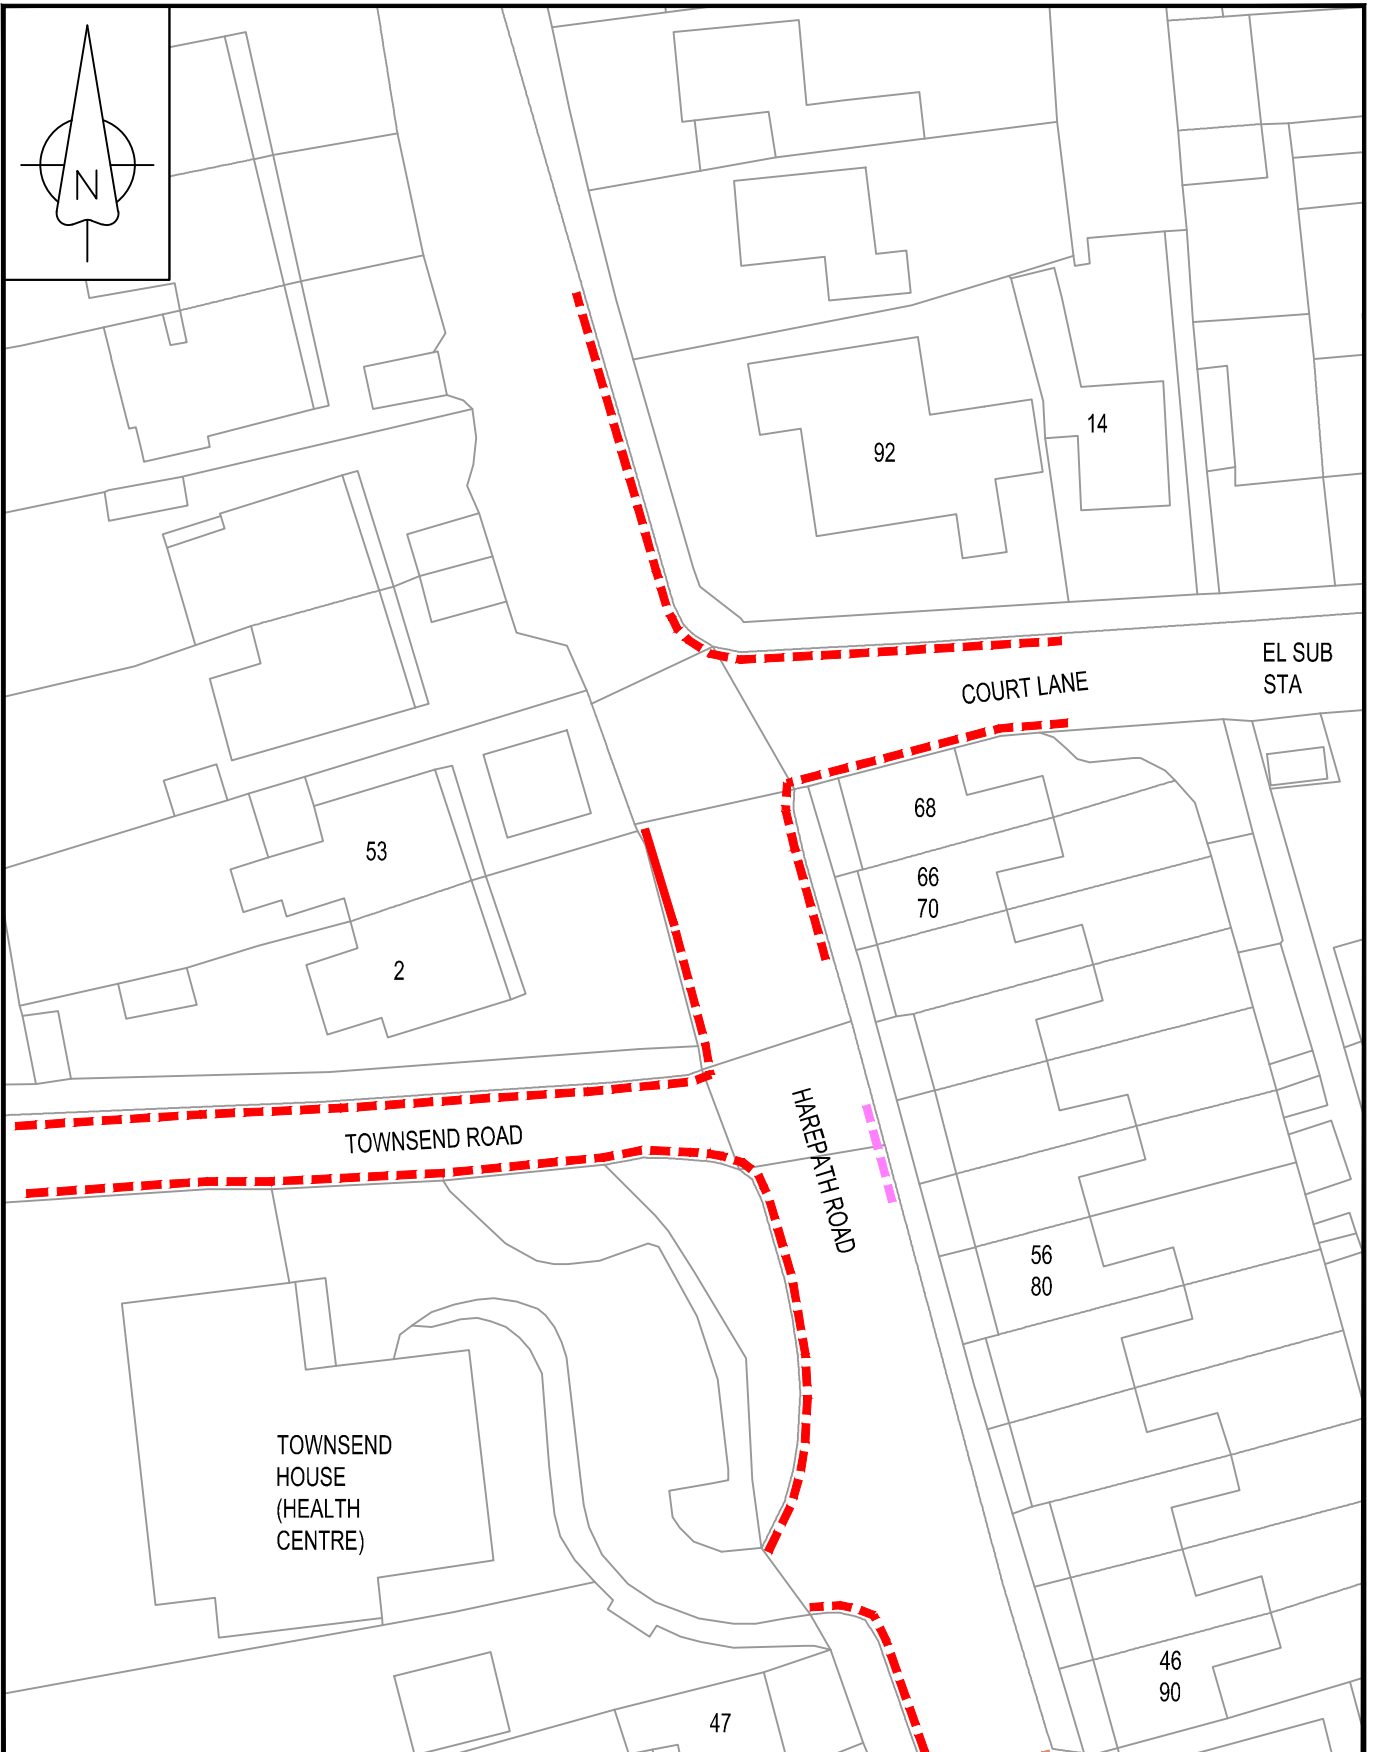 N
14
92
EL SUB
STA
COURT LANE
68
53
66
70
2
TOWNSEND ROAD
HAREPATH ROAD
56
80
TOWNSEND
HOUSE
(HEALTH
CENTRE)
46
90
47